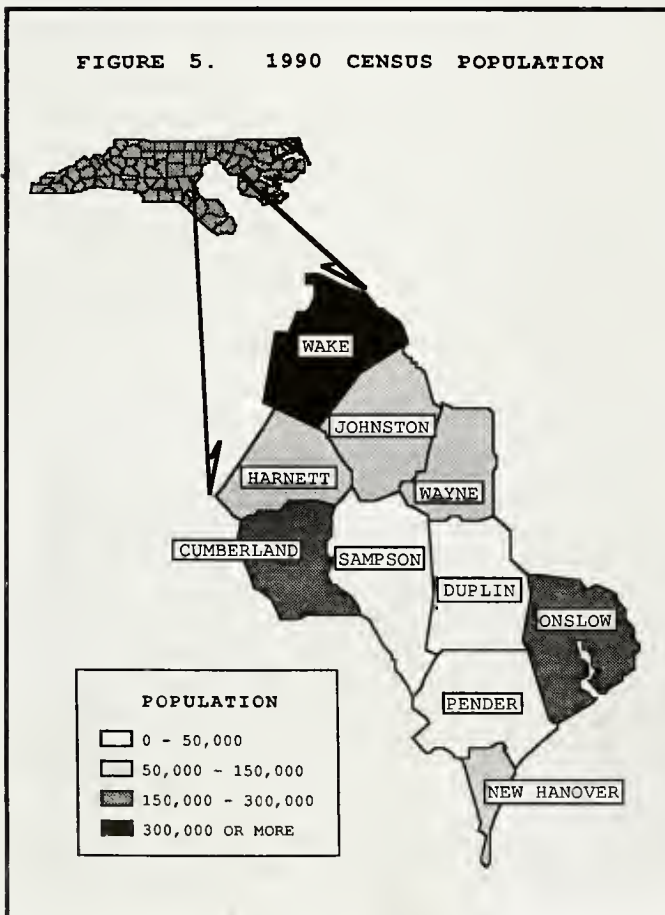 FIGURE 5. 1990 CENSUS POPULATION
WAKE
JOHNSTON
HARNETT
WAYNE
CUMBERLAND
SAMPSON
DUPLIN
ONSLOW
PENDER
NEW HANOVER
POPULATION
0 - 50,000
50,000 - 150,000
150,000 - 300,000
300,000 OR MORE